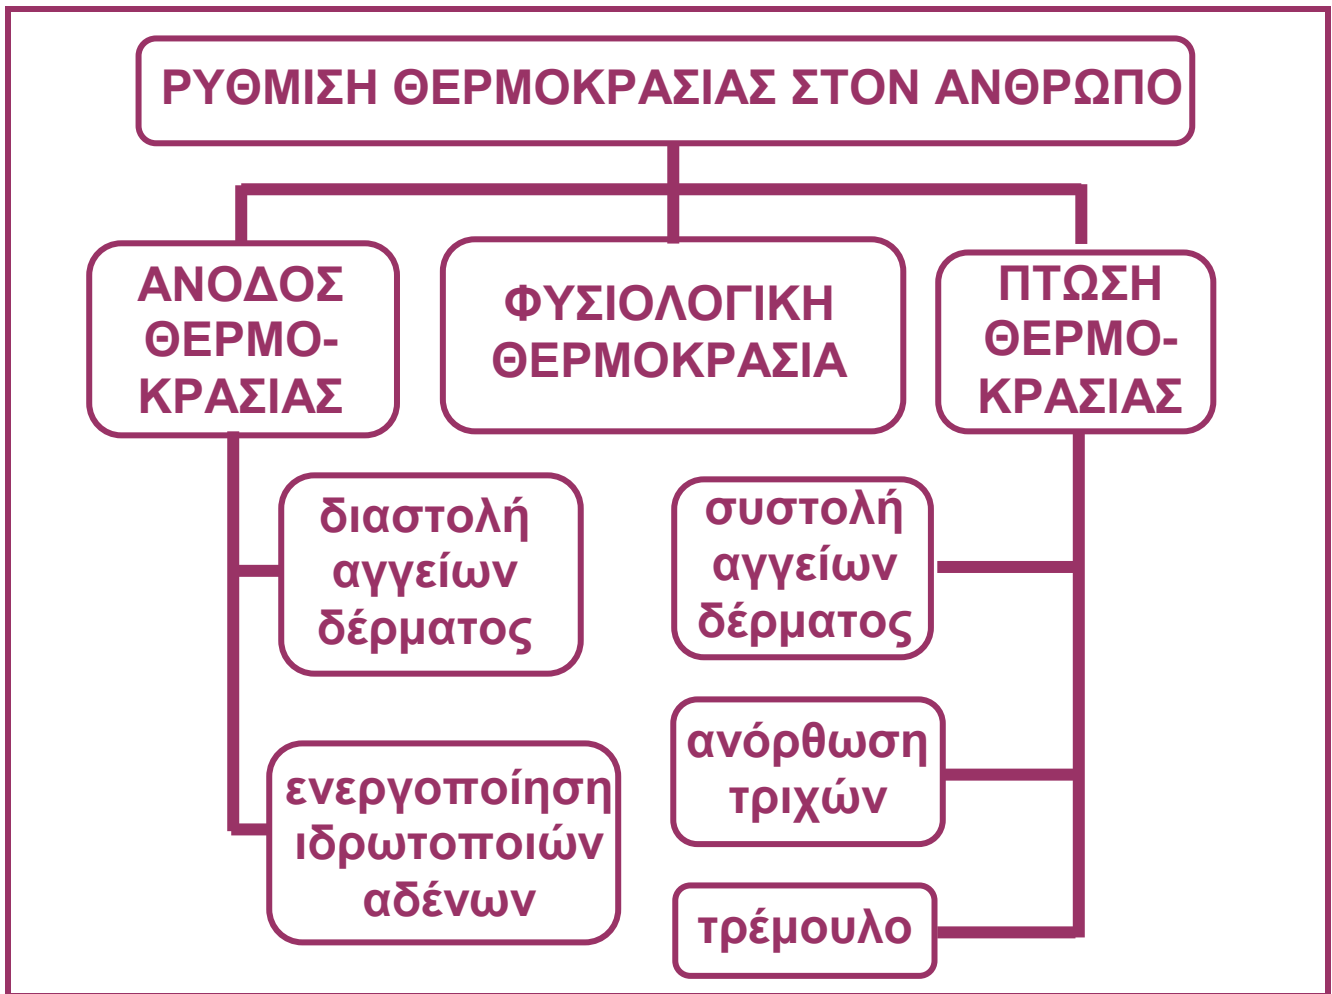 ΡΥΘΜΙΣΗ ΘΕΡΜΟΚΡΑΣΙΑΣ ΣΤΟΝ ΑΝΘΡΩΠΟ
ΑΝΟΔΟΣ
ΘΕΡΜΟ-
ΚΡΑΣΙΑΣ
ΦΥΣΙΟΛΟΓΙΚΗ
ΘΕΡΜΟΚΡΑΣΙΑ
ΠΤΩΣΗ
ΘΕΡΜΟ-
ΚΡΑΣΙΑΣ
διαστολή
αγγείων
δέρματος
ενεργοποίηση
ιδρωτοποιών
αδένων
συστολή
αγγείων
δέρματος
ανόρθωση
τριχών
τρέμουλο